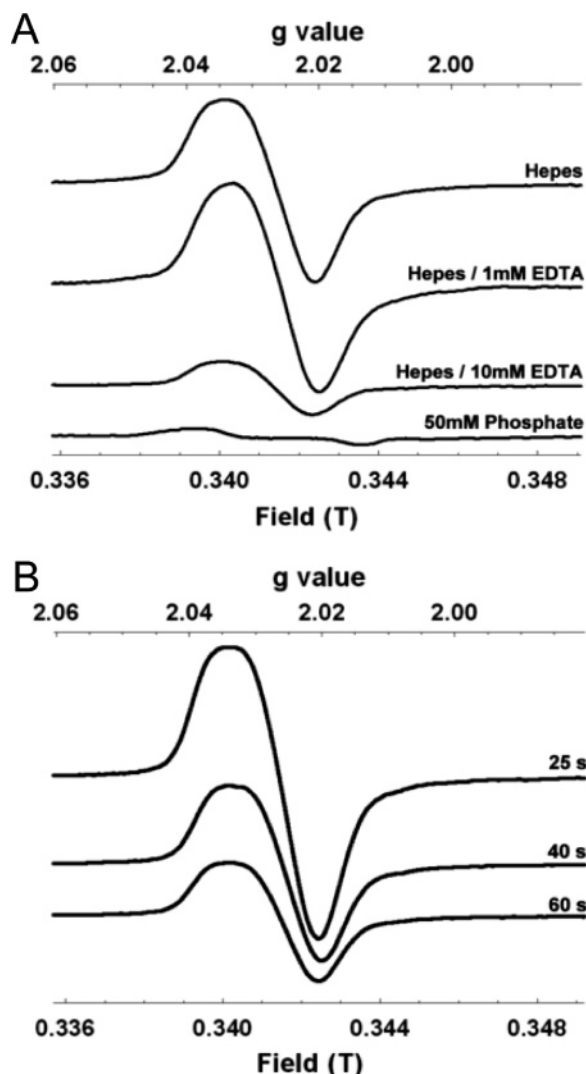 A
g value
2.06 2.04 2.02 2.00
Hepes
Hepes / 1mM EDTA
Hepes / 10mM EDTA
50mM Phosphate
0.336 0.340 0.344 0.348
Field (T)
B
g value
2.06 2.04 2.02 2.00
25 s
40 s
60 s
0.336 0.340 0.344 0.348
Field (T)